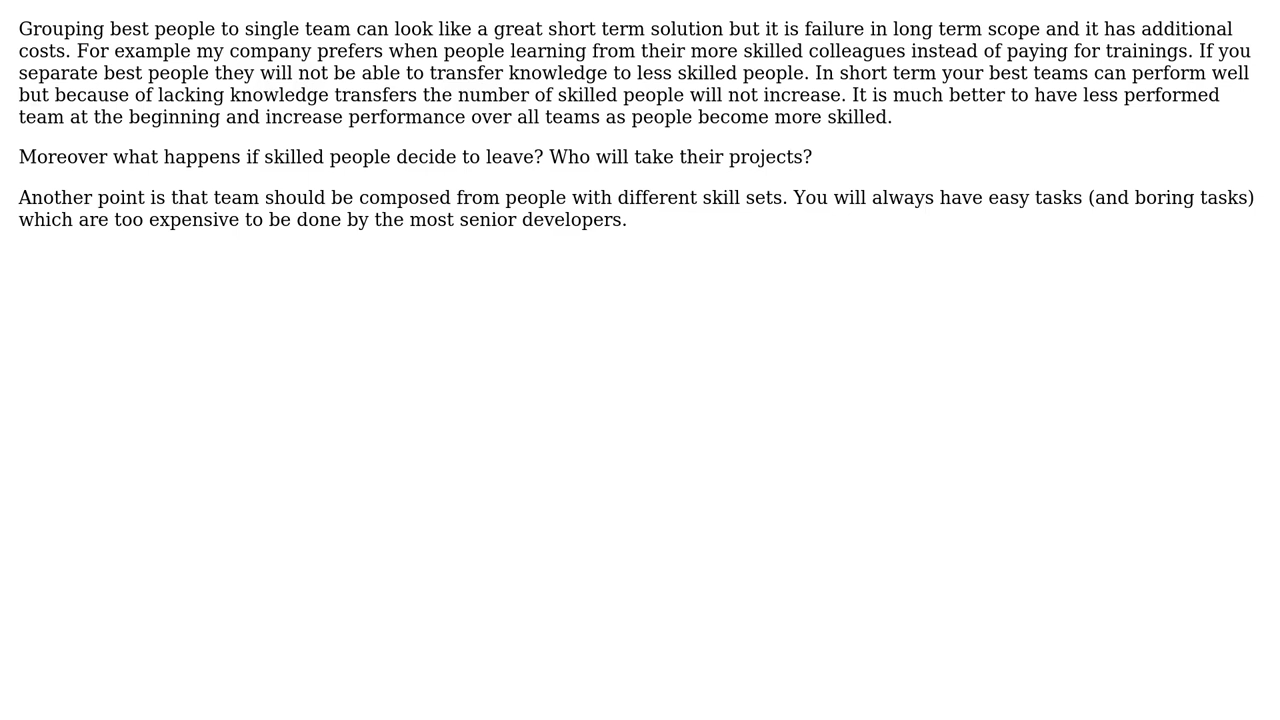 Grouping best people to single team can look like a great short term solution but it is failure in long term scope and it has additional
costs. For example my company prefers when people learning from their more skilled colleagues instead of paying for trainings. If you
separate best people they will not be able to transfer knowledge to less skilled people. In short term your best teams can perform well
but because of lacking knowledge transfers the number of skilled people will not increase. It is much better to have less performed
team at the beginning and increase performance over all teams as people become more skilled.
Moreover what happens if skilled people decide to leave? Who will take their projects?
Another point is that team should be composed from people with different skill sets. You will always have easy tasks (and boring tasks)
which are too expensive to be done by the most senior developers.